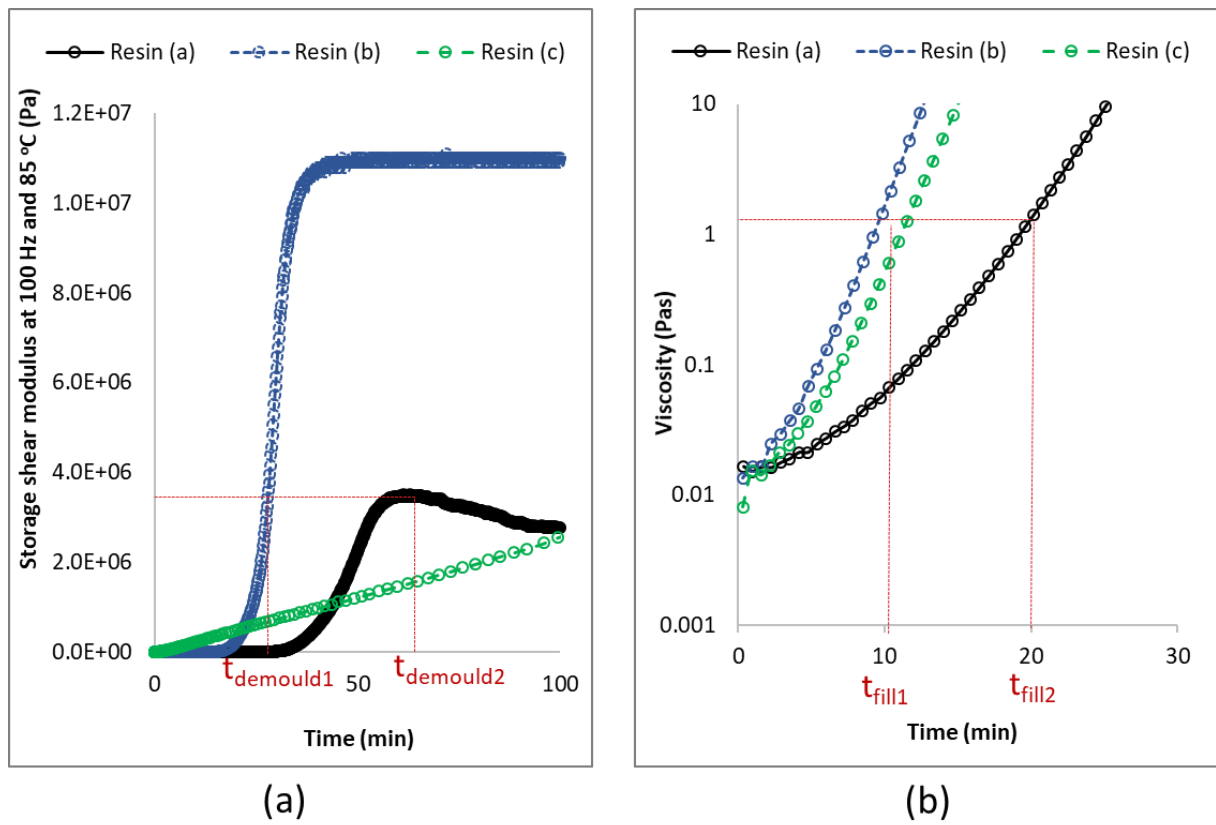 Resin (a) Resin (b) Resin (c)
Storage shear modulus at 100 Hz and 85 ºC (Pa)
1.2E+07
1.0E+07
8.0E+06
6.0E+06
4.0E+06
2.0E+06
0.0E+00
tdemould1 tdemould2
0 50 100
Time (min)
(a)
Resin (a) Resin (b) Resin (c)
Viscosity (Pas)
10
1
0.1
0.01
0.001
0 10 20 30
tfill1 tfill2
Time (min)
(b)